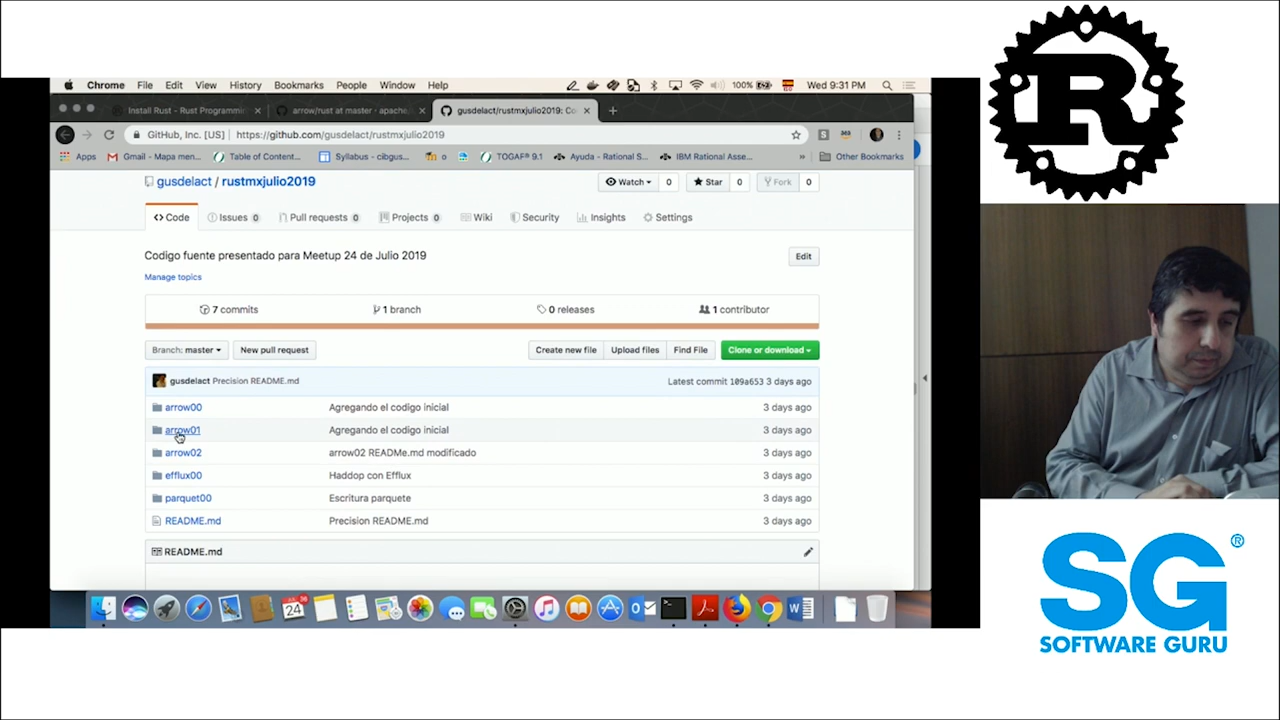 Chrome File Edit View History Bookmarks People Window Help 100% Wed 9:31 PM
Install Rust - Rust Programmi arrow/rust at master · apache, gusdelact/rustmxjulio2019: Co
GitHub, Inc. [US] | https://github.com/gusdelact/rustmxjulio2019
Apps Gmail - Mapa men... Table of Content... Syllabus - cibgus... o TOGAF® 9.1 Ayuda - Rational S... IBM Rational Asse... » Other Bookmarks
gusdelact / rustmxjulio2019 Watch 0 Star 0 Fork 0
Code Issues 0 Pull requests 0 Projects 0 Wiki Security Insights Settings
Codigo fuente presentado para Meetup 24 de Julio 2019 Edit
Manage topics
7 commits 1 branch 0 releases 1 contributor
Branch: master New pull request Create new file Upload files Find File Clone or download
gusdelact Precision README.md Latest commit 109a653 3 days ago
arrow00 Agregando el codigo inicial 3 days ago
arrow01 Agregando el codigo inicial 3 days ago
arrow02 arrow02 READMe.md modificado 3 days ago
efflux00 Haddop con Efflux 3 days ago
parquet00 Escritura parquete 3 days ago
README.md Precision README.md 3 days ago
README.md
24
R
SG®
SOFTWARE GURU